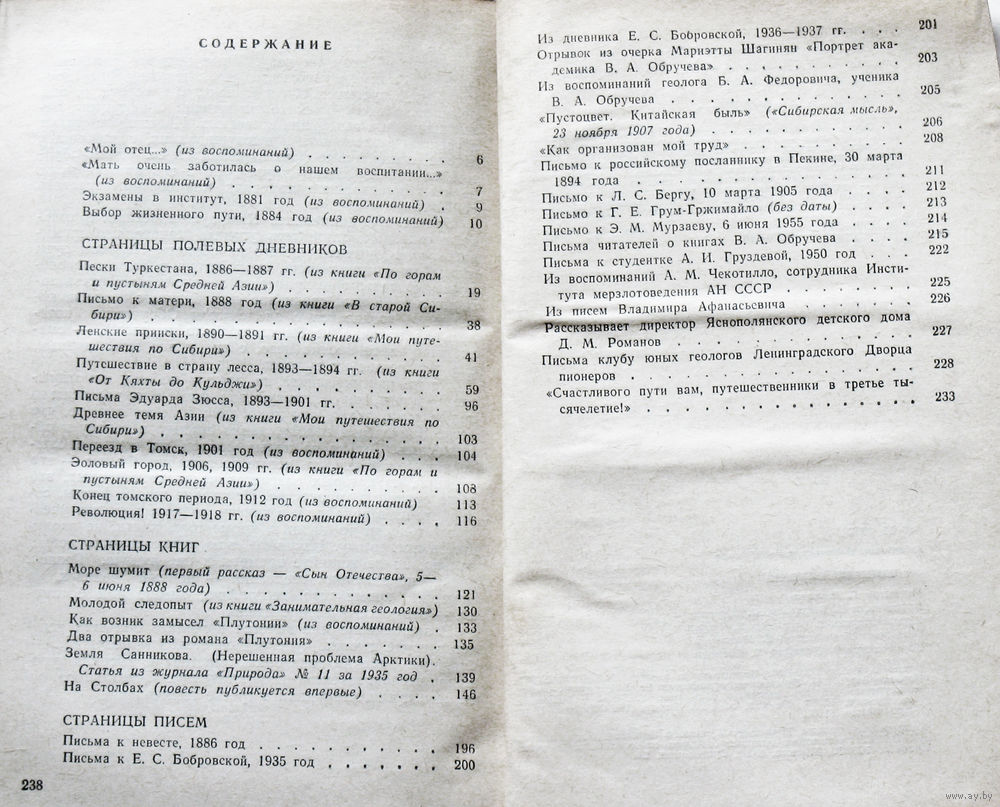 СОДЕРЖАНИЕ
«Мой отец...» (из воспоминаний) . . . . . . . . 6
«Мать очень заботилась о нашем воспитании...»
(из воспоминаний) . . . . . . . . . . . 7
Экзамены в институт, 1881 год (из воспоминаний) . 9
Выбор жизненного пути, 1884 год (из воспоминаний) 10
СТРАНИЦЫ ПОЛЕВЫХ ДНЕВНИКОВ
Пески Туркестана, 1886—1887 гг. (из книги «По горам
и пустыням Средней Азии») . . . . . . . . 19
Письмо к матери, 1888 год (из книги «В старой Си-
бири») . . . . . . . . . . . . . . . 38
Ленские прииски, 1890—1891 гг. (из книги «Мои путе-
шествия по Сибири») . . . . . . . . . . 41
Путешествие в страну лесса, 1893—1894 гг. (из книги
«От Кяхты до Кульджи») . . . . . . . . . 59
Письма Эдуарда Зюсса, 1893—1901 гг. . . . . . . 96
Древнее темя Азии (из книги «Мои путешествия по
Сибири») . . . . . . . . . . . . . . 103
Переезд в Томск, 1901 год (из воспоминаний) . . . . 104
Эоловый город, 1906, 1909 гг. (из книги «По горам и
пустыням Средней Азии») . . . . . . . . . 108
Конец томского периода, 1912 год (из воспоминаний) 113
Революция! 1917—1918 гг. (из воспоминаний) . . . . 116
СТРАНИЦЫ КНИГ
Море шумит (первый рассказ — «Сын Отечества», 5—
6 июня 1888 года) . . . . . . . . . . . 121
Молодой следопыт (из книги «Занимательная геология») 130
Как возник замысел «Плутонии» (из воспоминаний) . 133
Два отрывка из романа «Плутония» . . . . . . . 135
Земля Санникова. (Нерешенная проблема Арктики).
Статья из журнала «Природа» № 11 за 1935 год . 139
На Столбах (повесть публикуется впервые) . . . . 146
СТРАНИЦЫ ПИСЕМ
Письма к невесте, 1886 год . . . . . . . . . . 196
Письма к Е. С. Бобровской, 1935 год . . . . . . . 200
238
Из дневника Е. С. Бобровской, 1936—1937 гг. . . . 201
Отрывок из очерка Мариэтты Шагинян «Портрет ака-
демика В. А. Обручева» . . . . . . . . . . 203
Из воспоминаний геолога Б. А. Федоровича, ученика
В. А. Обручева . . . . . . . . . . . . 205
«Пустоцвет. Китайская быль» («Сибирская мысль»,
23 ноября 1907 года) . . . . . . . . . . 206
«Как организован мой труд» . . . . . . . . . 208
Письмо к российскому посланнику в Пекине, 30 марта
1894 года . . . . . . . . . . . . . . 211
Письмо к Л. С. Бергу, 10 марта 1905 года . . . . 212
Письмо к Г. Е. Грум-Гржимайло (без даты) . . . . 213
Письмо к Э. М. Мурзаеву, 6 июня 1955 года . . . . 214
Письма читателей о книгах В. А. Обручева . . . . 215
Письма к студентке А. И. Груздевой, 1950 год . . . 222
Из воспоминаний А. М. Чекотилло, сотрудника Инсти-
тута мерзлотоведения АН СССР . . . . . . . 225
Из писем Владимира Афанасьевича . . . . . . . 226
Рассказывает директор Яснополянского детского дома
Д. М. Романов . . . . . . . . . . . . 227
Письма клубу юных геологов Ленинградского Дворца
пионеров . . . . . . . . . . . . . . 228
«Счастливого пути вам, путешественники в третье ты-
сячелетие!» . . . . . . . . . . . . . 233
www.ay.by